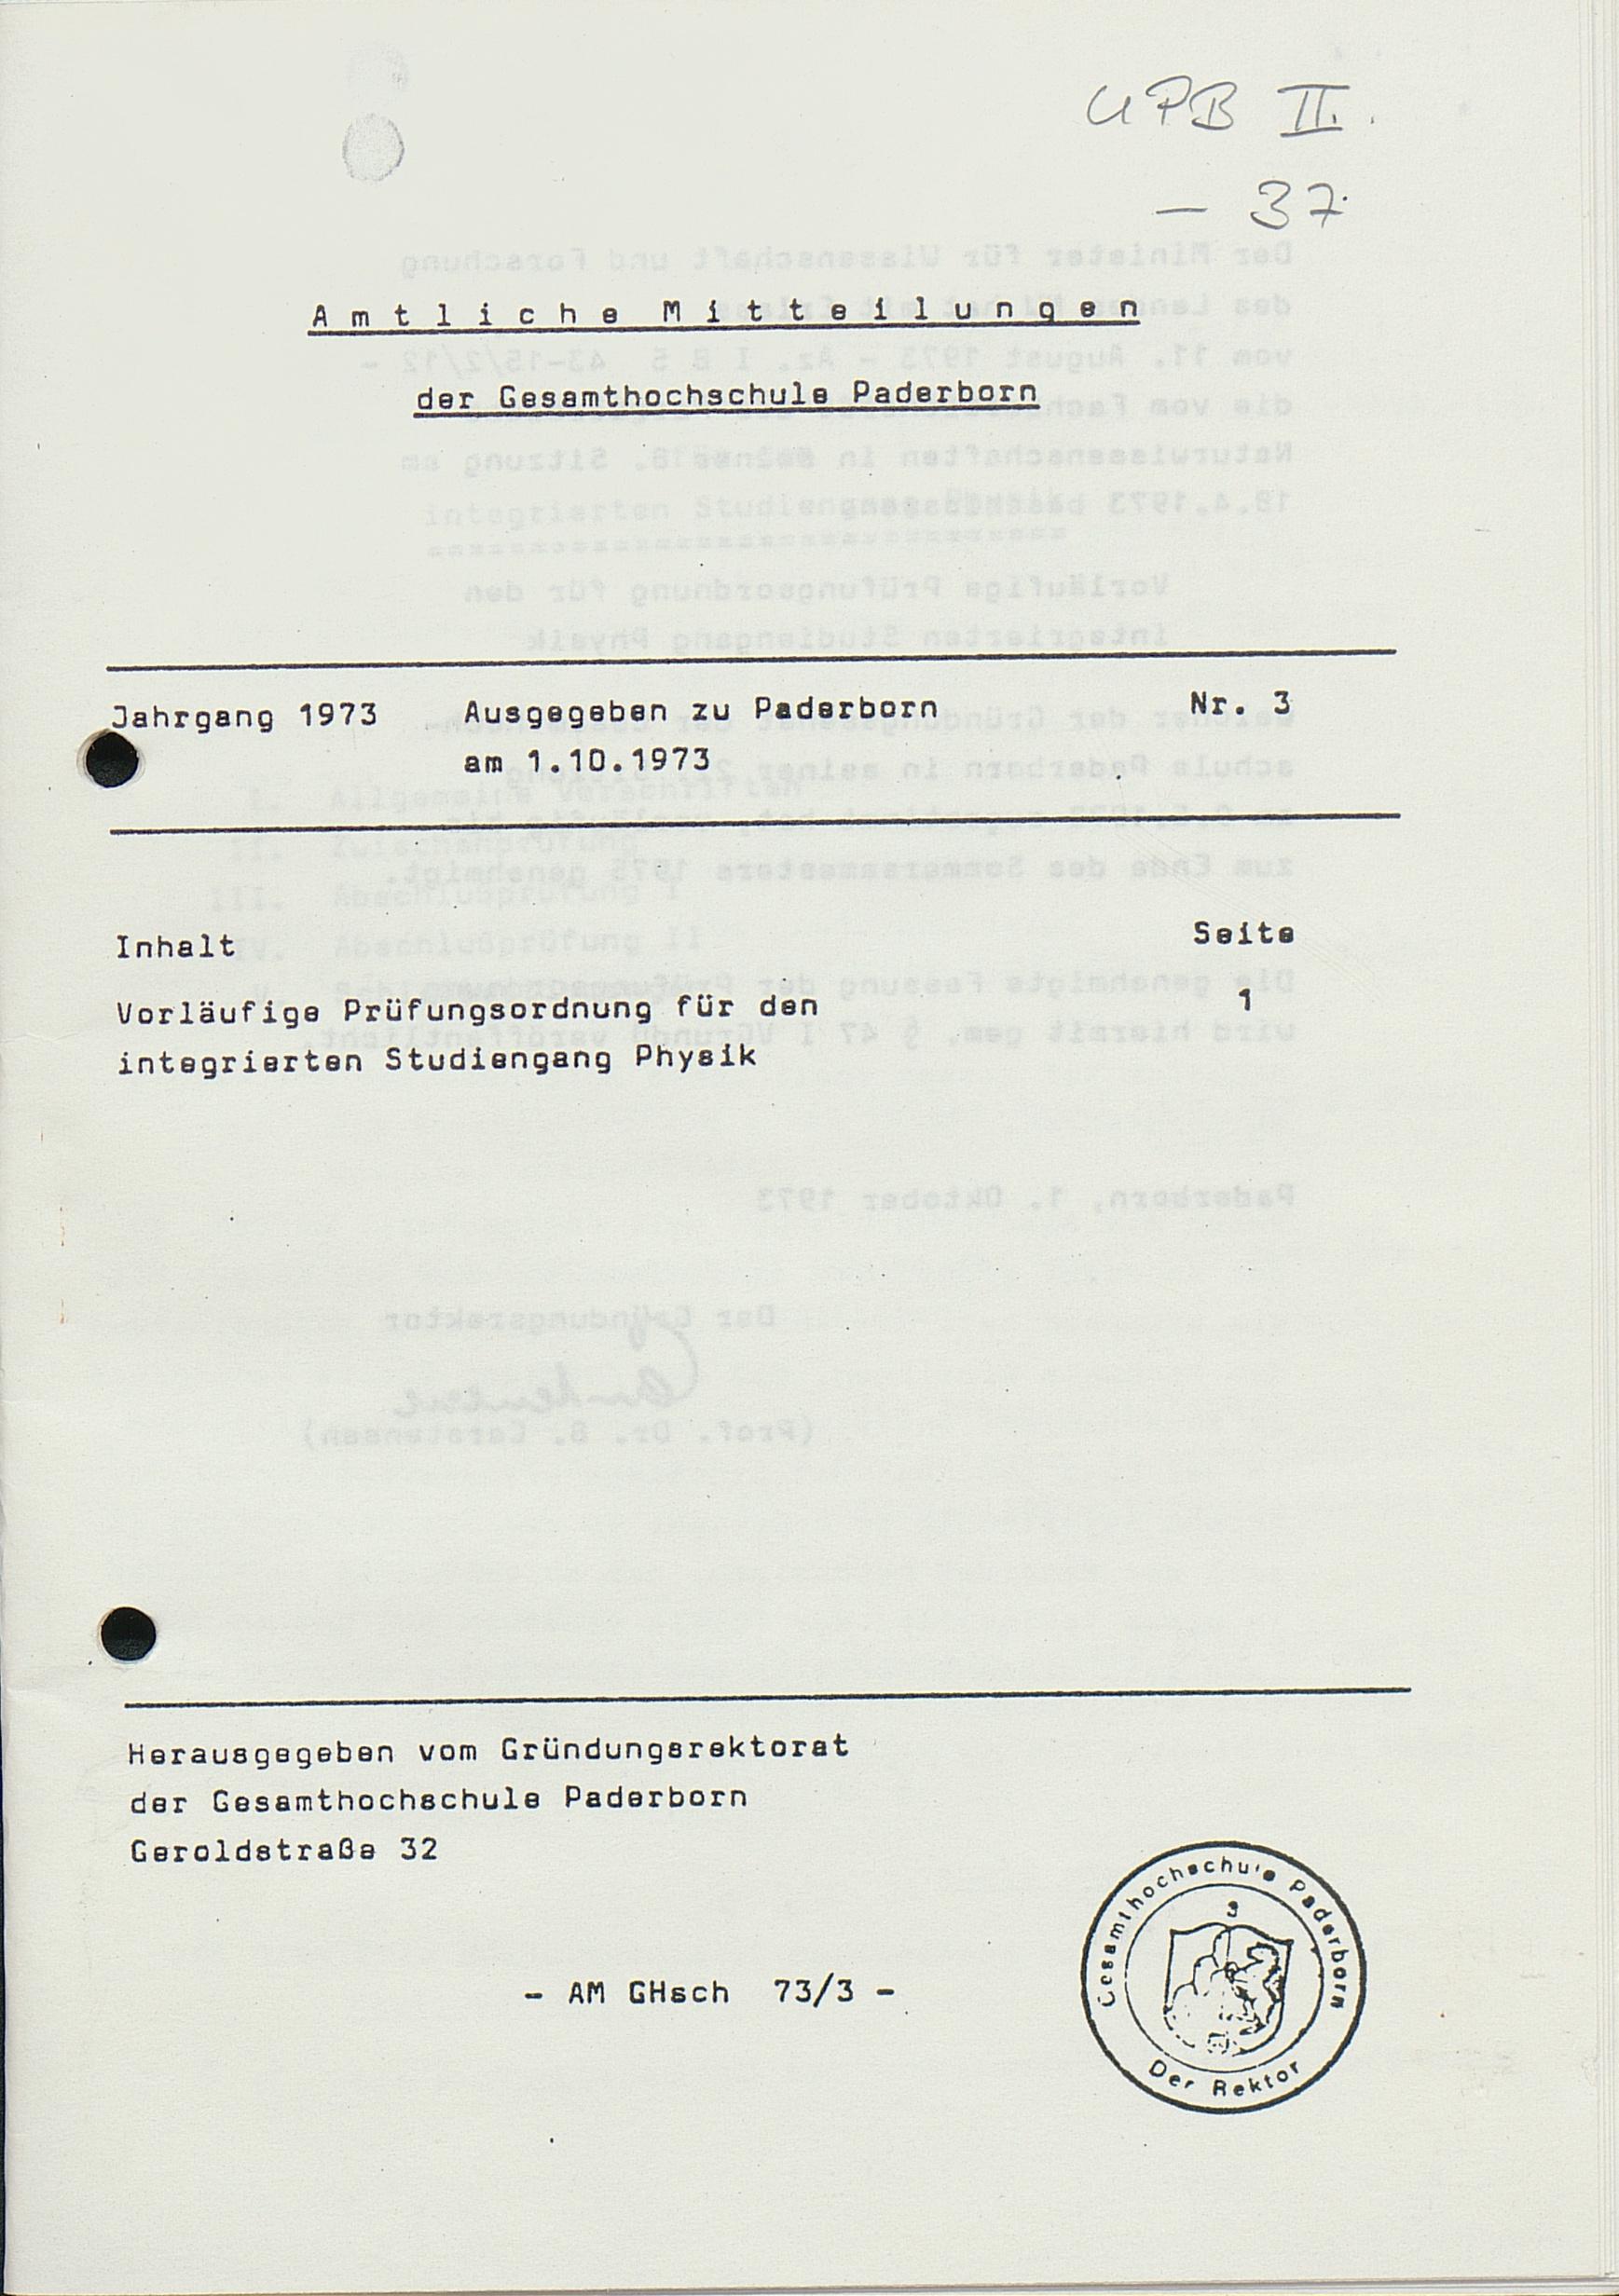 UPB II.
- 37
Amtliche Mitteilungen
der Gesamthochschule Paderborn
Jahrgang 1973 Ausgegeben zu Paderborn Nr. 3
am 1.10.1973
Inhalt Seite
Vorläufige Prüfungsordnung für den 1
integrierten Studiengang Physik
Herausgegeben vom Gründungsrektorat
der Gesamthochschule Paderborn
Geroldstraße 32
- AM GHsch 73/3 -
Gesamthochschule Paderborn
3
Der Rektor